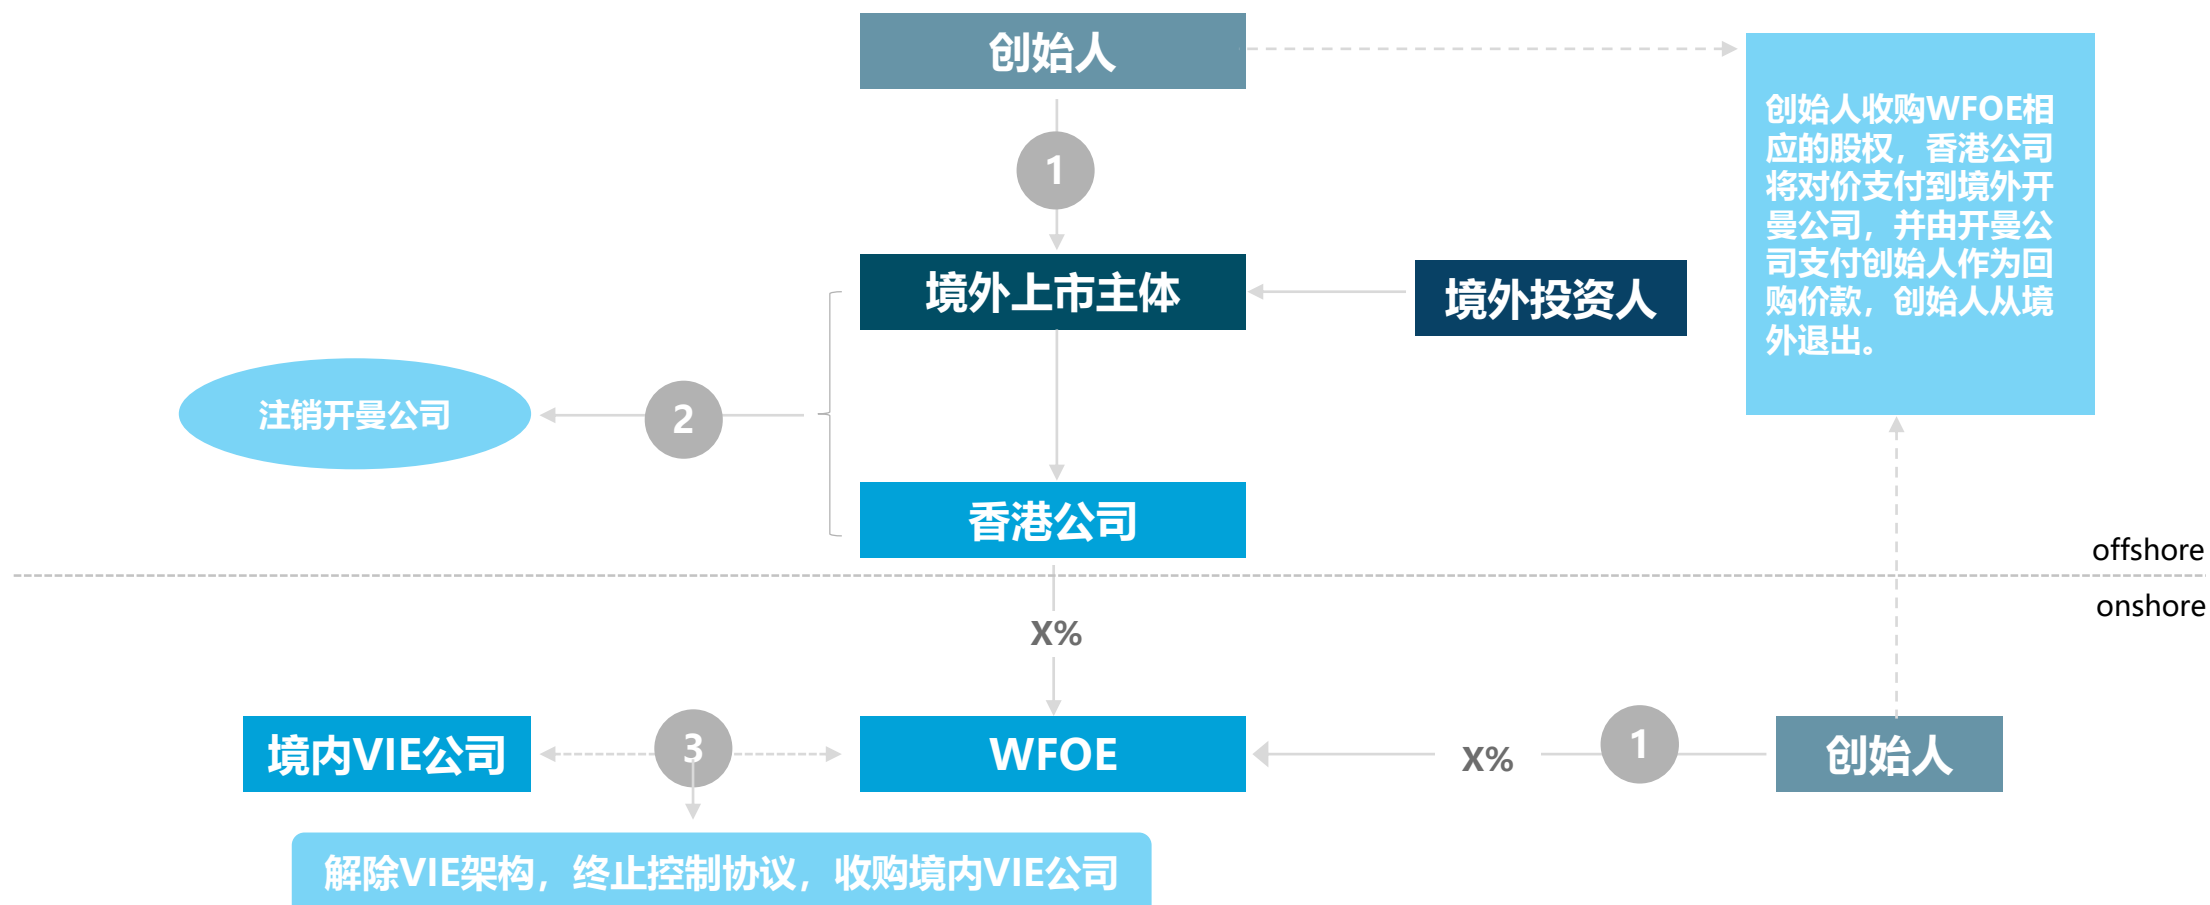 创始人
创始人收购WFOE相
应的股权，香港公司
将对价支付到境外开
曼公司，并由开曼公
司支付创始人作为回
购价款，创始人从境
外退出。
1
境外上市主体
境外投资人
注销开曼公司
2
香港公司
offshore
onshore
X%
境内VIE公司
3
WFOE
X%
1
创始人
解除VIE架构，终止控制协议，收购境内VIE公司